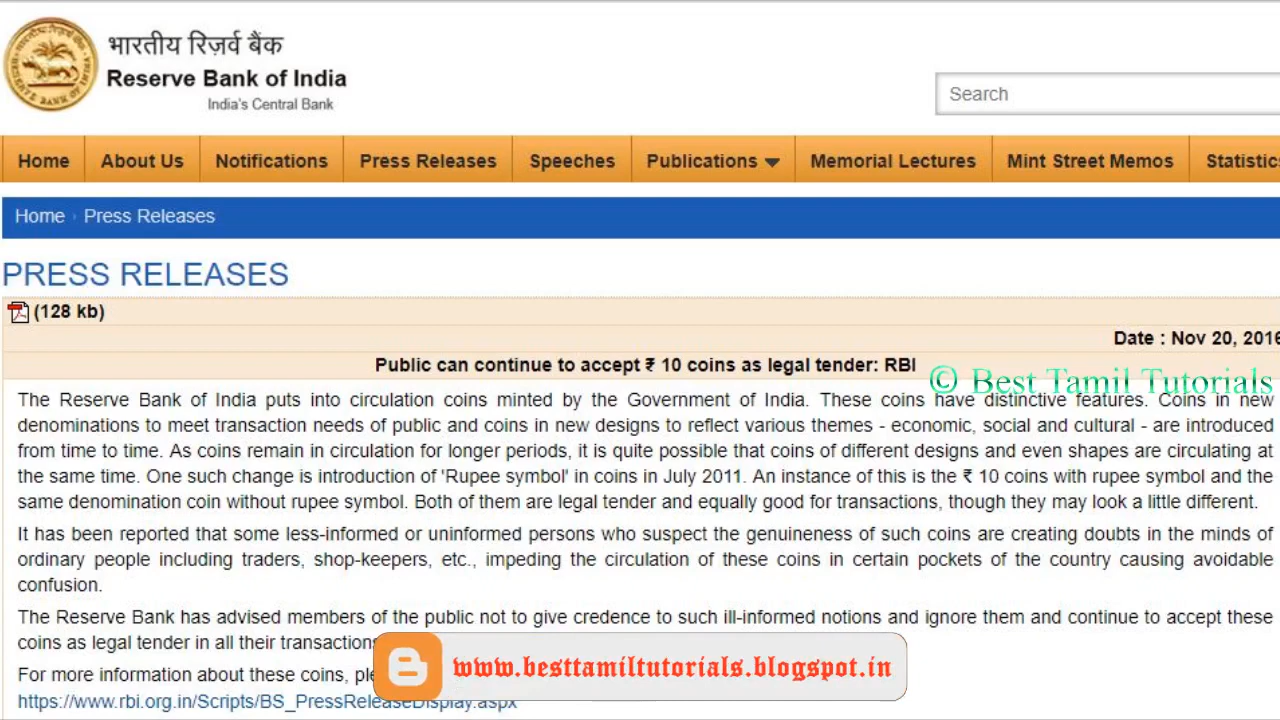 भारतीय रिज़र्व बैंक
Reserve Bank of India
India's Central Bank
Search
Home About Us Notifications Press Releases Speeches Publications Memorial Lectures Mint Street Memos Statistics
Home › Press Releases
PRESS RELEASES
(128 kb)
Date : Nov 20, 2016
Public can continue to accept ₹ 10 coins as legal tender: RBI
© Best Tamil Tutorials
The Reserve Bank of India puts into circulation coins minted by the Government of India. These coins have distinctive features. Coins in new
denominations to meet transaction needs of public and coins in new designs to reflect various themes - economic, social and cultural - are introduced
from time to time. As coins remain in circulation for longer periods, it is quite possible that coins of different designs and even shapes are circulating at
the same time. One such change is introduction of 'Rupee symbol' in coins in July 2011. An instance of this is the ₹ 10 coins with rupee symbol and the
same denomination coin without rupee symbol. Both of them are legal tender and equally good for transactions, though they may look a little different.
It has been reported that some less-informed or uninformed persons who suspect the genuineness of such coins are creating doubts in the minds of
ordinary people including traders, shop-keepers, etc., impeding the circulation of these coins in certain pockets of the country causing avoidable
confusion.
The Reserve Bank has advised members of the public not to give credence to such ill-informed notions and ignore them and continue to accept these
coins as legal tender in all their transactions
For more information about these coins,
www.besttamiltutorials.blogspot.in
https://www.rbi.org.in/Scripts/BS_PressReleaseDisplay.aspx